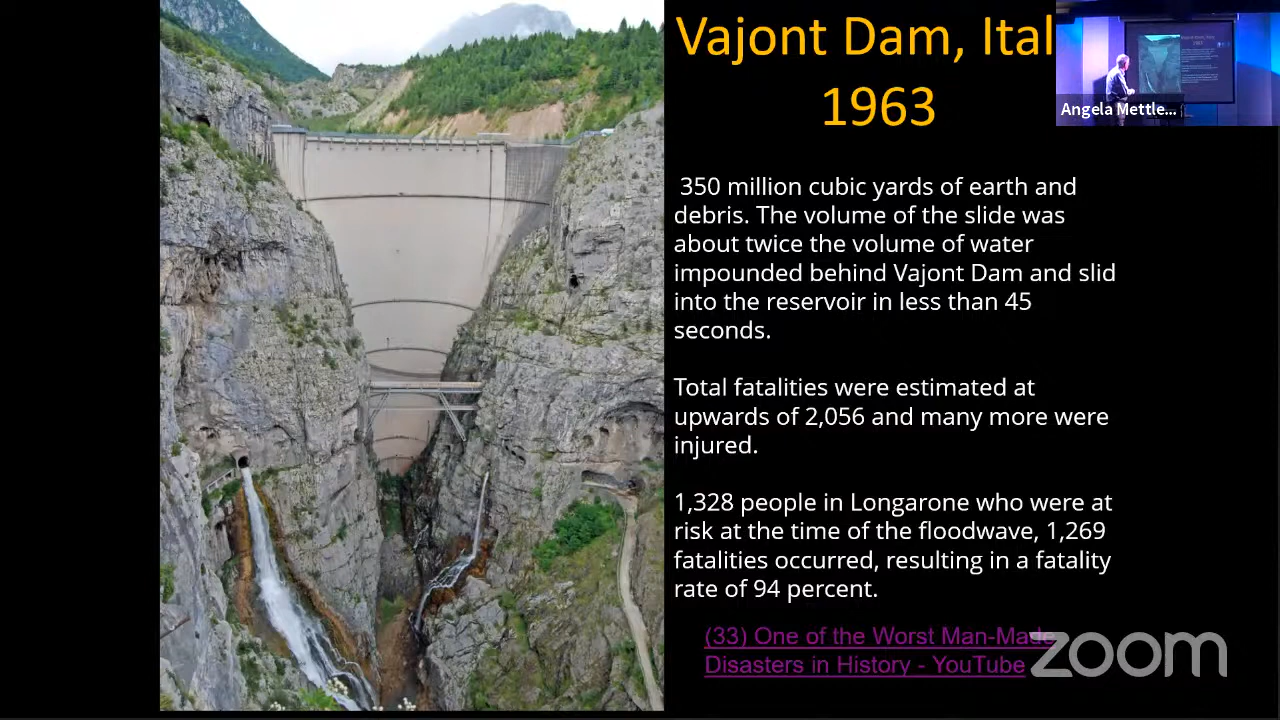 Vajont Dam, Ital
1963
Angela Mettle...
350 million cubic yards of earth and
debris. The volume of the slide was
about twice the volume of water
impounded behind Vajont Dam and slid
into the reservoir in less than 45
seconds.
Total fatalities were estimated at
upwards of 2,056 and many more were
injured.
1,328 people in Longarone who were at
risk at the time of the floodwave, 1,269
fatalities occurred, resulting in a fatality
rate of 94 percent.
(33) One of the Worst Man-Made
Disasters in History - YouTube
zoom